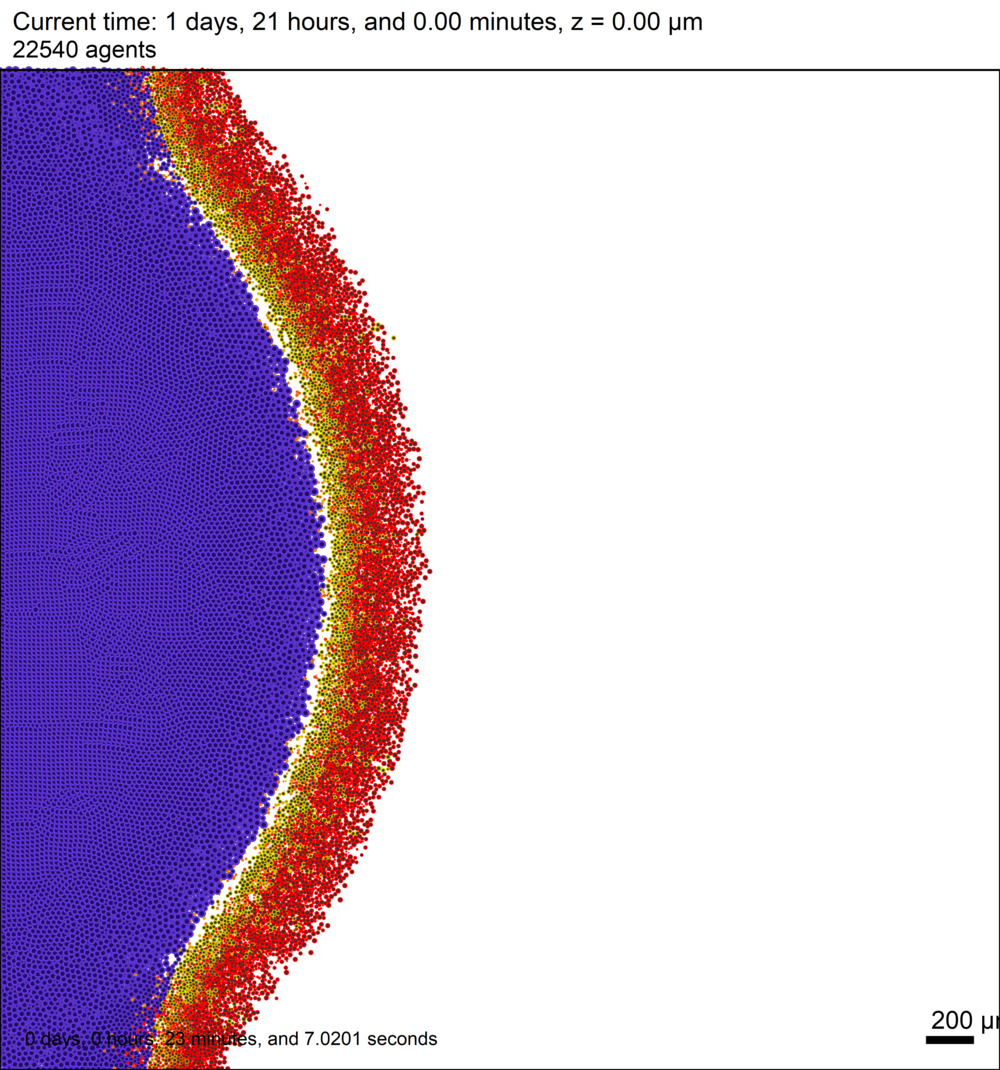 Current time: 1 days, 21 hours, and 0.00 minutes, z = 0.00 μm
22540 agents
200 μ
0 days, 0 hours, 23 minutes, and 7.0201 seconds